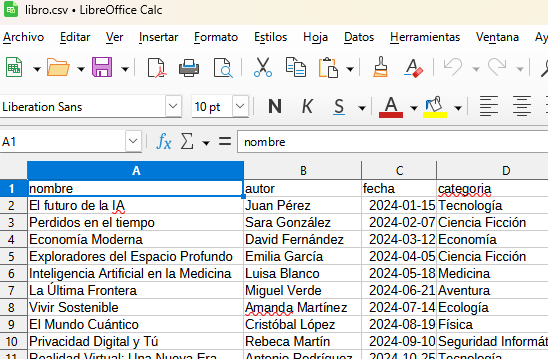 libro.csv • LibreOffice Calc
Archivo Editar Ver Insertar Formato Estilos Hoja Datos Herramientas Ventana Ay
Liberation Sans 10 pt N K S A
A1 fx Σ = nombre
A B C D
1 nombre autor fecha categoria
2 El futuro de la IA Juan Pérez 2024-01-15 Tecnología
3 Perdidos en el tiempo Sara González 2024-02-07 Ciencia Ficción
4 Economía Moderna David Fernández 2024-03-12 Economía
5 Exploradores del Espacio Profundo Emilia García 2024-04-05 Ciencia Ficción
6 Inteligencia Artificial en la Medicina Luisa Blanco 2024-05-18 Medicina
7 La Última Frontera Miguel Verde 2024-06-21 Aventura
8 Vivir Sostenible Amanda Martínez 2024-07-14 Ecología
9 El Mundo Cuántico Cristóbal López 2024-08-19 Física
10 Privacidad Digital y Tú Rebeca Martín 2024-09-10 Seguridad Informát
11 Realidad Virtual: Una Nueva Era Antonio Rodríguez 2024-10-25 Tecnología